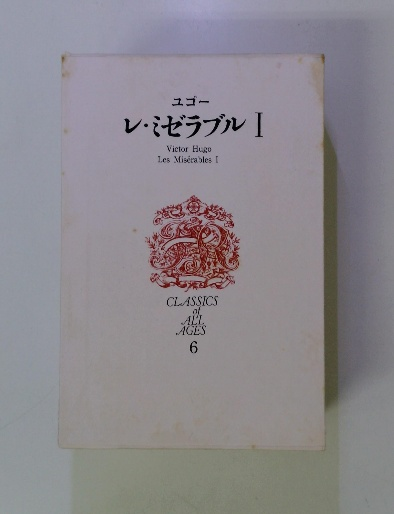 ユゴー
レ・ミゼラブル I
Victor Hugo
Les Misérables I
CLASSICS
of
ALL
AGES
6